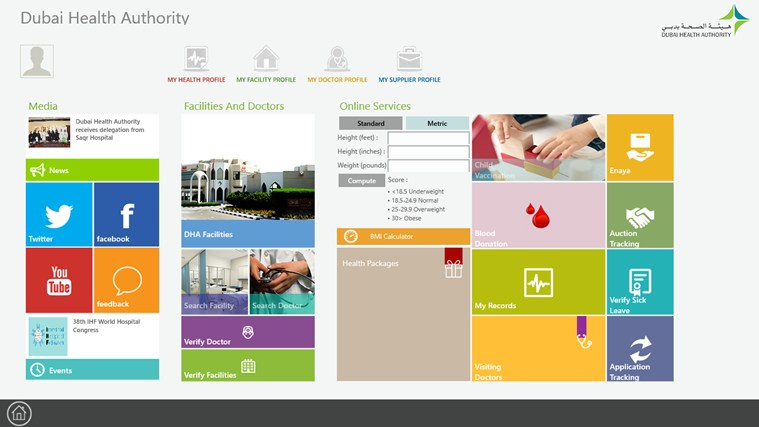 Dubai Health Authority
هيئة الصحة بدبي
DUBAI HEALTH AUTHORITY
MY HEALTH PROFILE
MY FACILITY PROFILE
MY DOCTOR PROFILE
MY SUPPLIER PROFILE
Media
Dubai Health Authority
receives delegation from
Saqr Hospital
News
Twitter
facebook
You
Tube
feedback
38th IHF World Hospital
Congress
Events
Facilities And Doctors
DHA Facilities
Search Facility
Search Doctor
Verify Doctor
Verify Facilities
Online Services
Standard
Metric
Height (feet) :
Height (inches) :
Weight (pounds)
Compute
Score :
• <18.5 Underweight
• 18.5-24.9 Normal
• 25-29.9 Overweight
• 30> Obese
BMI Calculator
Health Packages
Child
Vaccination
Enaya
Blood
Donation
Auction
Tracking
My Records
Verify Sick
Leave
Visiting
Doctors
Application
Tracking